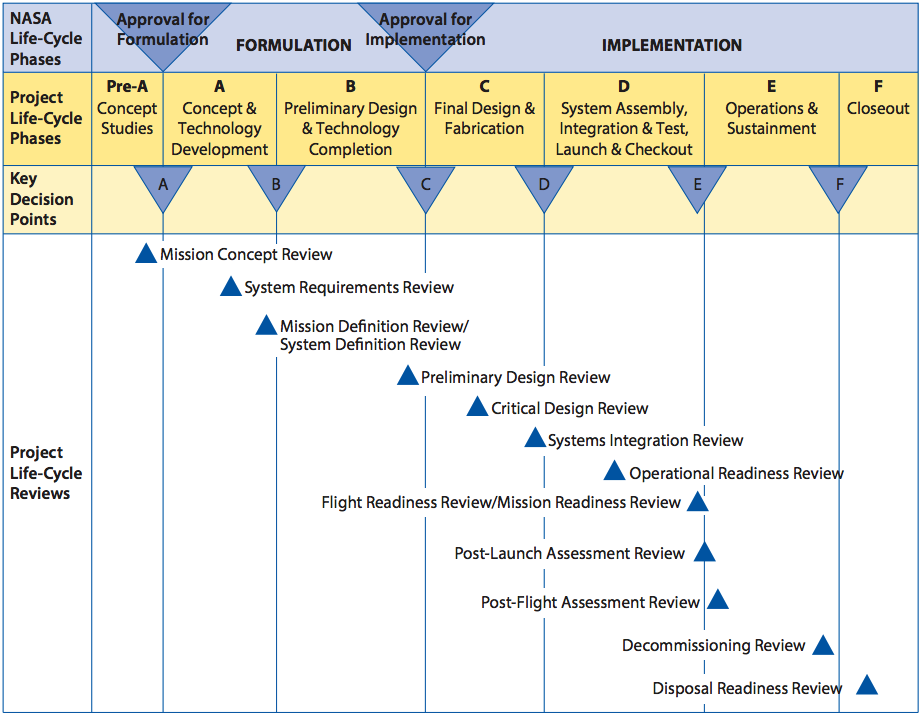 NASA
Life-Cycle
Phases
Approval for
Formulation
FORMULATION
Approval for
Implementation
IMPLEMENTATION
Project
Life-Cycle
Phases
Pre-A
Concept
Studies
A
Concept &
Technology
Development
B
Preliminary Design
& Technology
Completion
C
Final Design &
Fabrication
D
System Assembly,
Integration & Test,
Launch & Checkout
E
Operations &
Sustainment
F
Closeout
Key
Decision
Points
A
B
C
D
E
F
Project
Life-Cycle
Reviews
Mission Concept Review
System Requirements Review
Mission Definition Review/
System Definition Review
Preliminary Design Review
Critical Design Review
Systems Integration Review
Operational Readiness Review
Flight Readiness Review/Mission Readiness Review
Post-Launch Assessment Review
Post-Flight Assessment Review
Decommissioning Review
Disposal Readiness Review